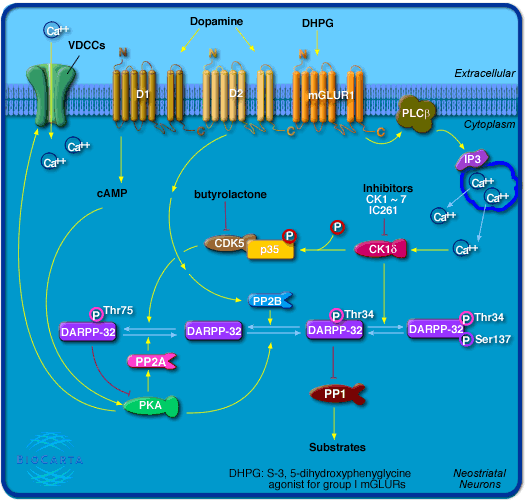 Dopamine
DHPG
Ca++
VDCCs
N
N
N
Extracellular
D1
D2
mGLUR1
C
C
C
PLCβ
Cytoplasm
Ca++
Ca++
Ca++
IP3
Ca++
Ca++
Ca++
Ca++
cAMP
butyrolactone
Inhibitors
CK1 ~ 7
IC261
CDK5
p35
P
P
CK1δ
PP2B
P Thr75
DARPP-32
DARPP-32
P Thr34
DARPP-32
P Thr34
DARPP-32
P Ser137
PP2A
PKA
PP1
Substrates
BIOCARTA
DHPG: S-3, 5-dihydroxyphenylglycine
agonist for group I mGLURs
Neostriatal
Neurons